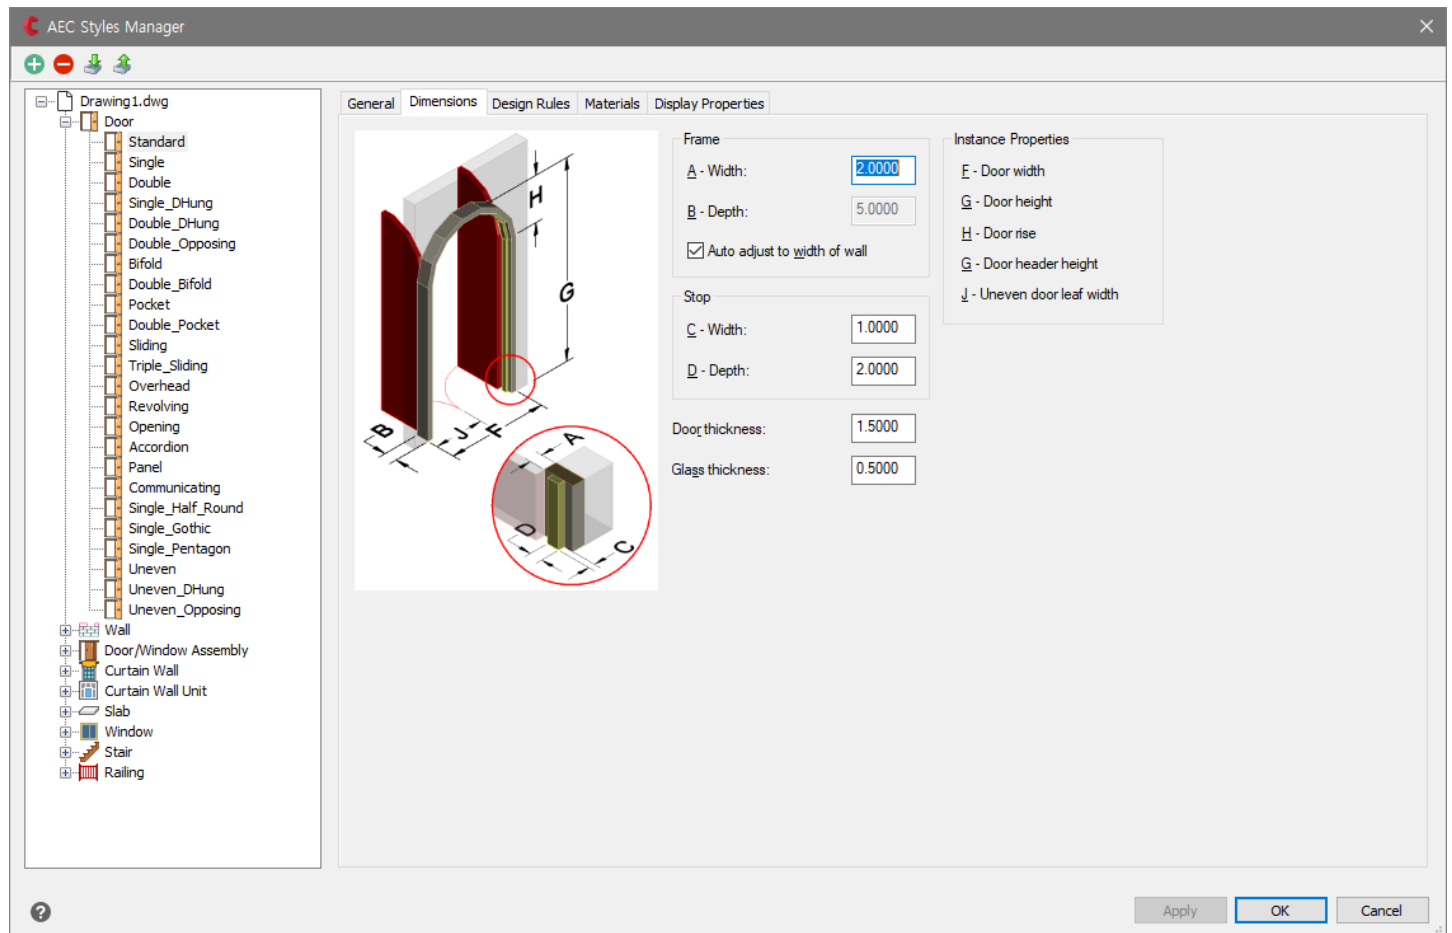 AEC Styles Manager
Drawing1.dwg
Door
Standard
Single
Double
Single_DHung
Double_DHung
Double_Opposing
Bifold
Double_Bifold
Pocket
Double_Pocket
Sliding
Triple_Sliding
Overhead
Revolving
Opening
Accordion
Panel
Communicating
Single_Half_Round
Single_Gothic
Single_Pentagon
Uneven
Uneven_DHung
Uneven_Opposing
Wall
Door/Window Assembly
Curtain Wall
Curtain Wall Unit
Slab
Window
Stair
Railing
General Dimensions Design Rules Materials Display Properties
H
G
B
J
F
A
D
C
Frame
A - Width: 2.0000
B - Depth: 5.0000
Auto adjust to width of wall
Stop
C - Width: 1.0000
D - Depth: 2.0000
Door thickness: 1.5000
Glass thickness: 0.5000
Instance Properties
F - Door width
G - Door height
H - Door rise
G - Door header height
J - Uneven door leaf width
?
Apply OK Cancel